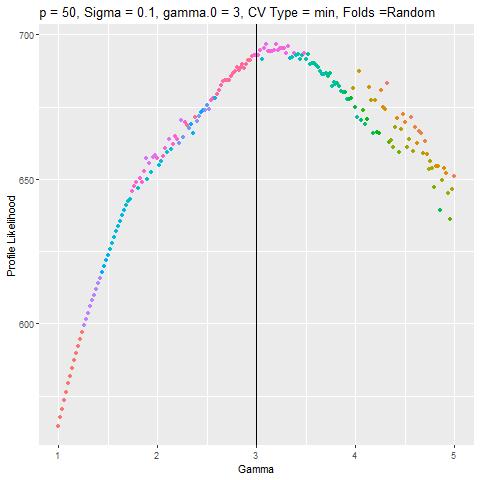 p = 50, Sigma = 0.1, gamma.0 = 3, CV Type = min, Folds =Random
700
650
600
Profile Likelihood
1 2 3 4 5
Gamma